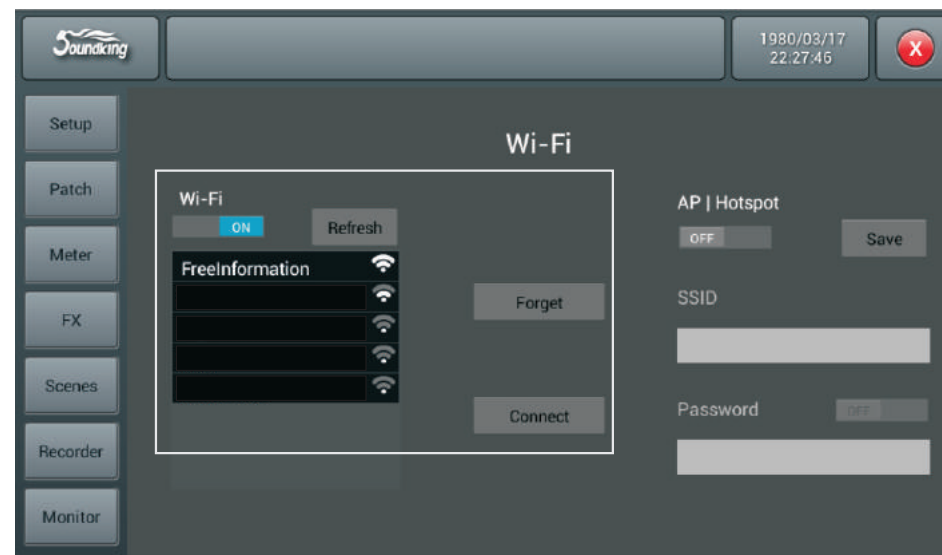 Soundking
1980/03/17
22:27:46
X
Setup
Patch
Meter
FX
Scenes
Recorder
Monitor
Wi-Fi
Wi-Fi
ON
Refresh
FreeInformation
Forget
Connect
AP | Hotspot
OFF
Save
SSID
Password
OFF